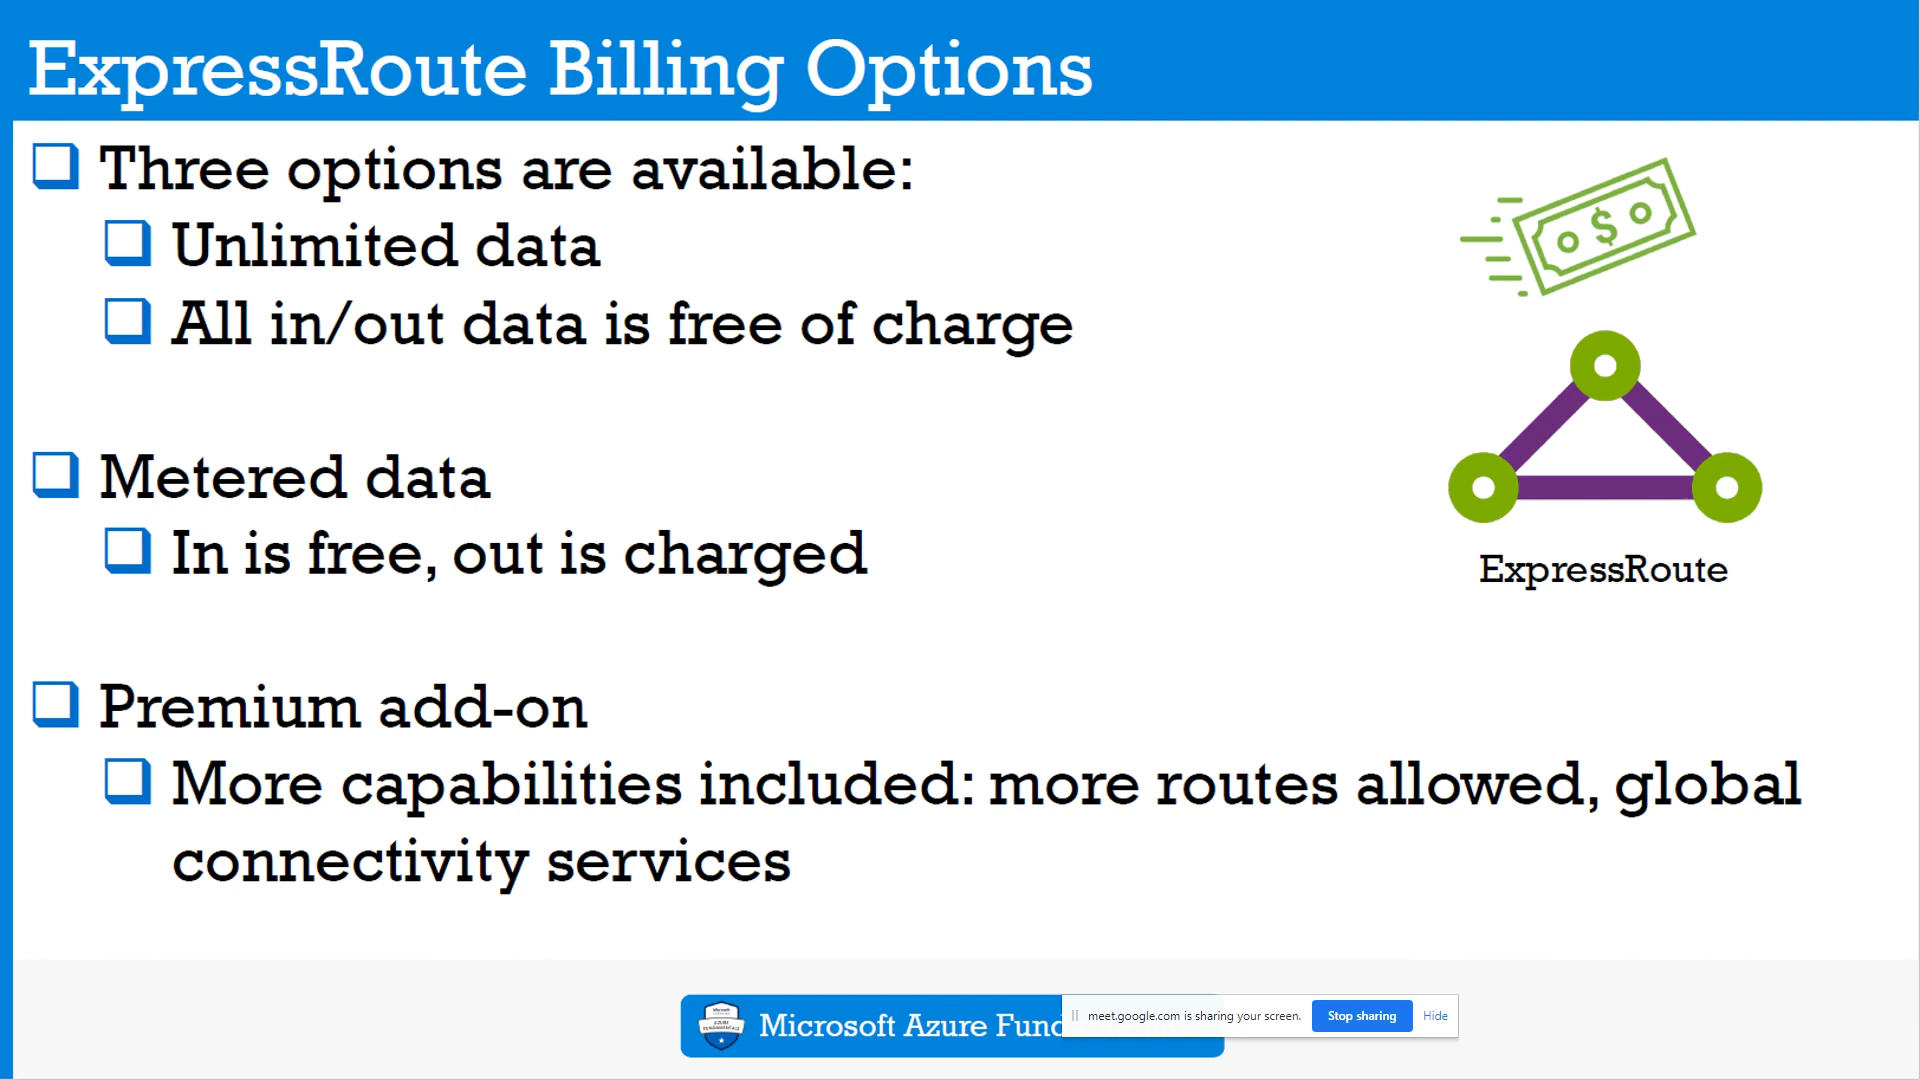 ExpressRoute Billing Options
Three options are available:
Unlimited data
All in/out data is free of charge
Metered data
In is free, out is charged
Premium add-on
More capabilities included: more routes allowed, global
connectivity services
$
ExpressRoute
Microsoft Azure
meet.google.com is sharing your screen.
Stop sharing
Hide